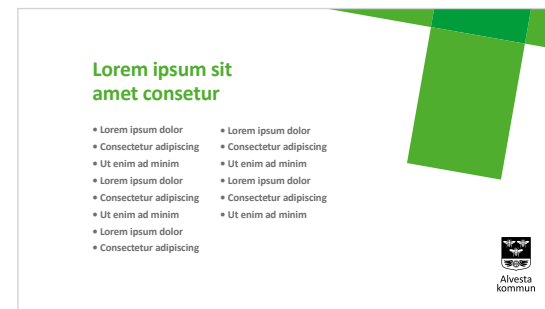 Lorem ipsum sit
amet consetur
• Lorem ipsum dolor
• Consectetur adipiscing
• Ut enim ad minim
• Lorem ipsum dolor
• Consectetur adipiscing
• Ut enim ad minim
• Lorem ipsum dolor
• Consectetur adipiscing
• Lorem ipsum dolor
• Consectetur adipiscing
• Ut enim ad minim
• Lorem ipsum dolor
• Consectetur adipiscing
• Ut enim ad minim
Alvesta
kommun